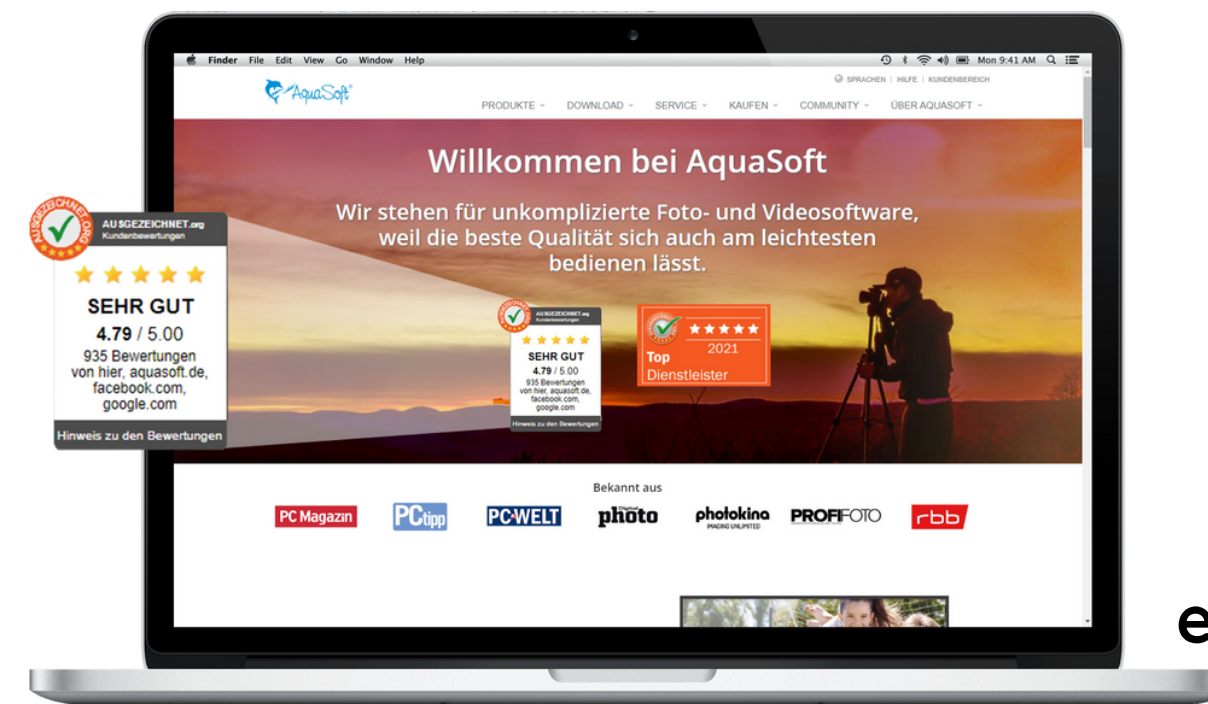 Finder File Edit View Go Window Help
Mon 9:41 AM
SPRACHEN | HILFE | KUNDENBEREICH
AquaSoft
PRODUKTE DOWNLOAD SERVICE KAUFEN COMMUNITY ÜBER AQUASOFT
Willkommen bei AquaSoft
Wir stehen für unkomplizierte Foto- und Videosoftware,
weil die beste Qualität sich auch am leichtesten
bedienen lässt.
AUSGEZEICHNET.ORG
AUSGEZEICHNET.org
Kundenbewertungen
SEHR GUT
4.79 / 5.00
935 Bewertungen
von hier, aquasoft.de,
facebook.com,
google.com
Hinweis zu den Bewertungen
AUSGEZEICHNET.ORG
AUSGEZEICHNET.org
Kundenbewertungen
SEHR GUT
4.79 / 5.00
935 Bewertungen
von hier, aquasoft.de,
facebook.com,
google.com
Hinweis zu den Bewertungen
2021
Top
Dienstleister
Bekannt aus
PC Magazin
PCtipp
PC WELT
Digital photo
photokina
IMAGING UNLIMITED
PROFIFOTO
rbb
e